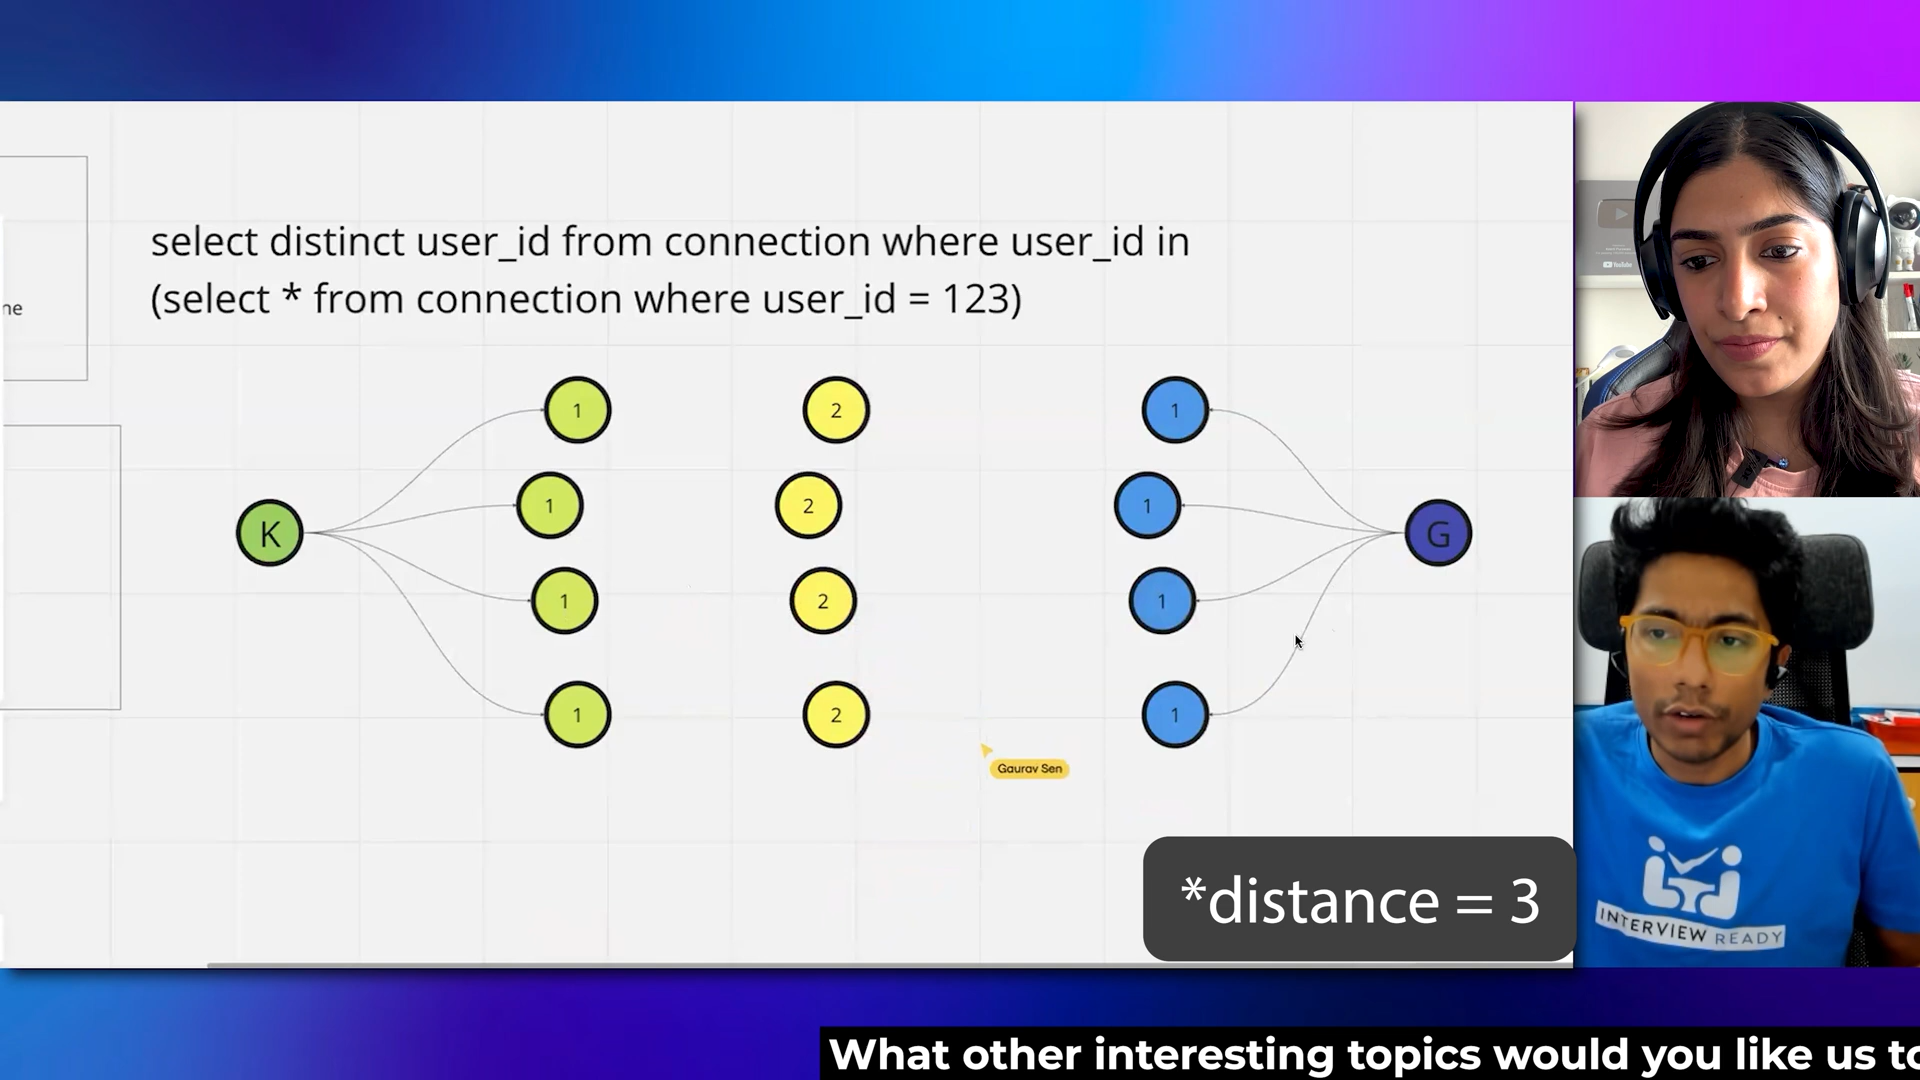 ne
select distinct user_id from connection where user_id in
(select * from connection where user_id = 123)
K
1
1
1
1
2
2
2
2
1
1
1
1
G
Gaurav Sen
*distance = 3
YouTube
INTERVIEW READY
What other interesting topics would you like us to